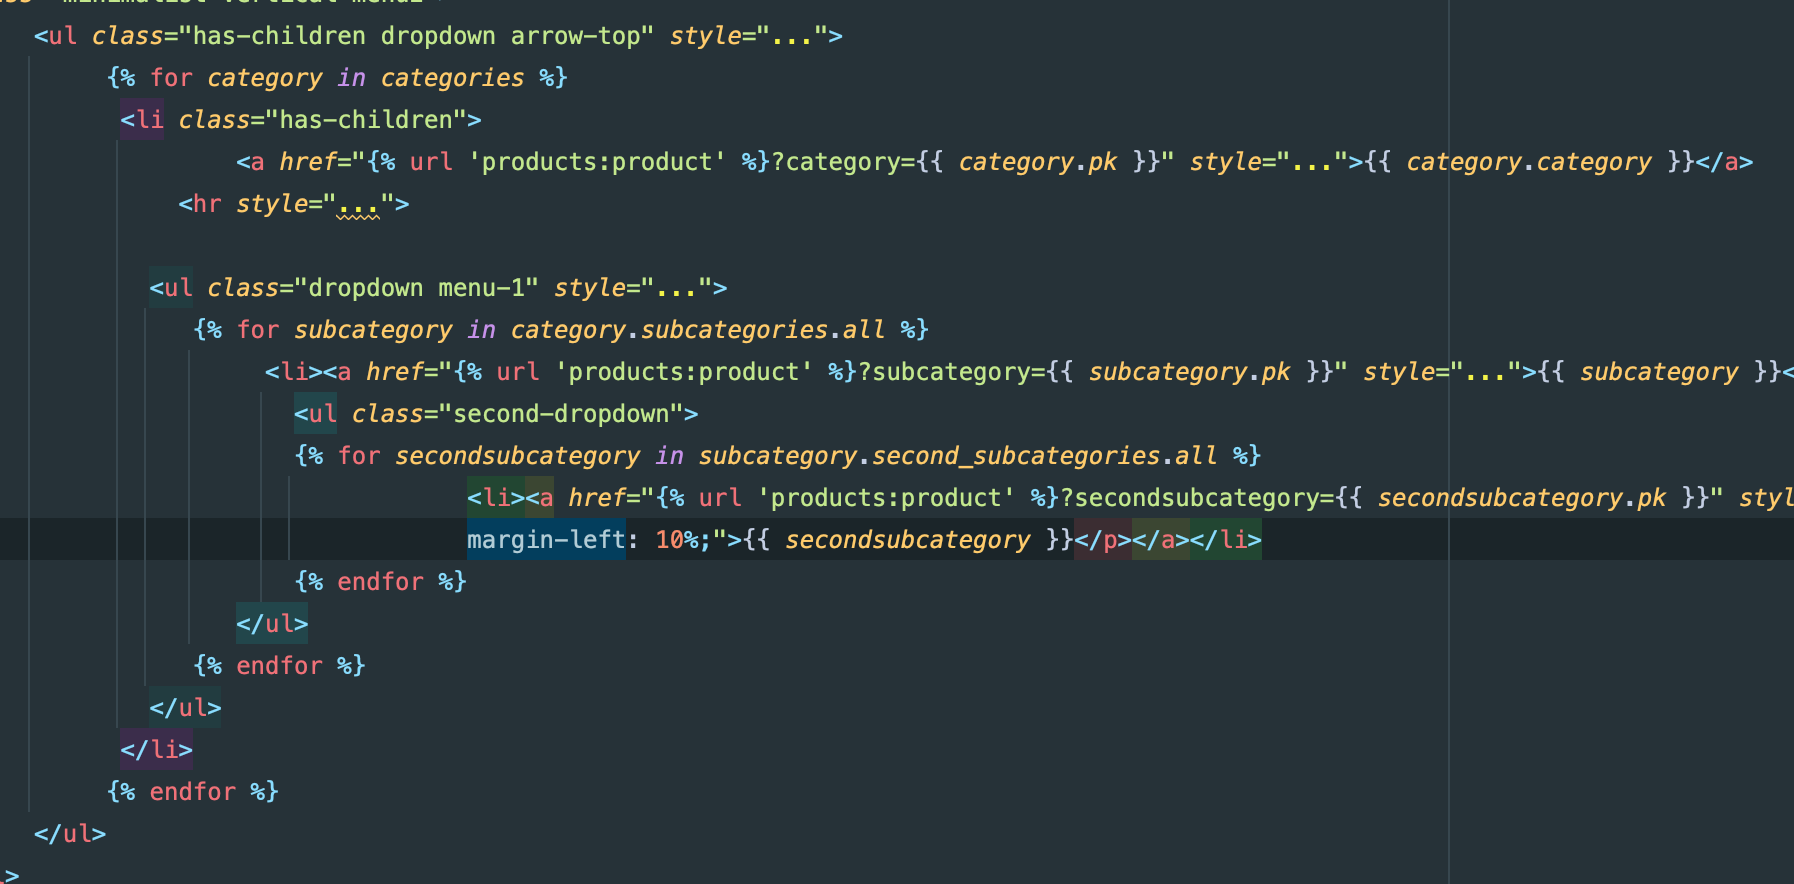 <ul class="has-children dropdown arrow-top" style="...">
{% for category in categories %}
<li class="has-children">
<a href="{% url 'products:product' %}?category={{ category.pk }}" style="...">{{ category.category }}</a>
<hr style="...">
<ul class="dropdown menu-1" style="...">
{% for subcategory in category.subcategories.all %}
<li><a href="{% url 'products:product' %}?subcategory={{ subcategory.pk }}" style="...">{{ subcategory }}<
<ul class="second-dropdown">
{% for secondsubcategory in subcategory.second_subcategories.all %}
<li><a href="{% url 'products:product' %}?secondsubcategory={{ secondsubcategory.pk }}" styl
margin-left: 10%;">{{ secondsubcategory }}</p></a></li>
{% endfor %}
</ul>
{% endfor %}
</ul>
</li>
{% endfor %}
</ul>
>